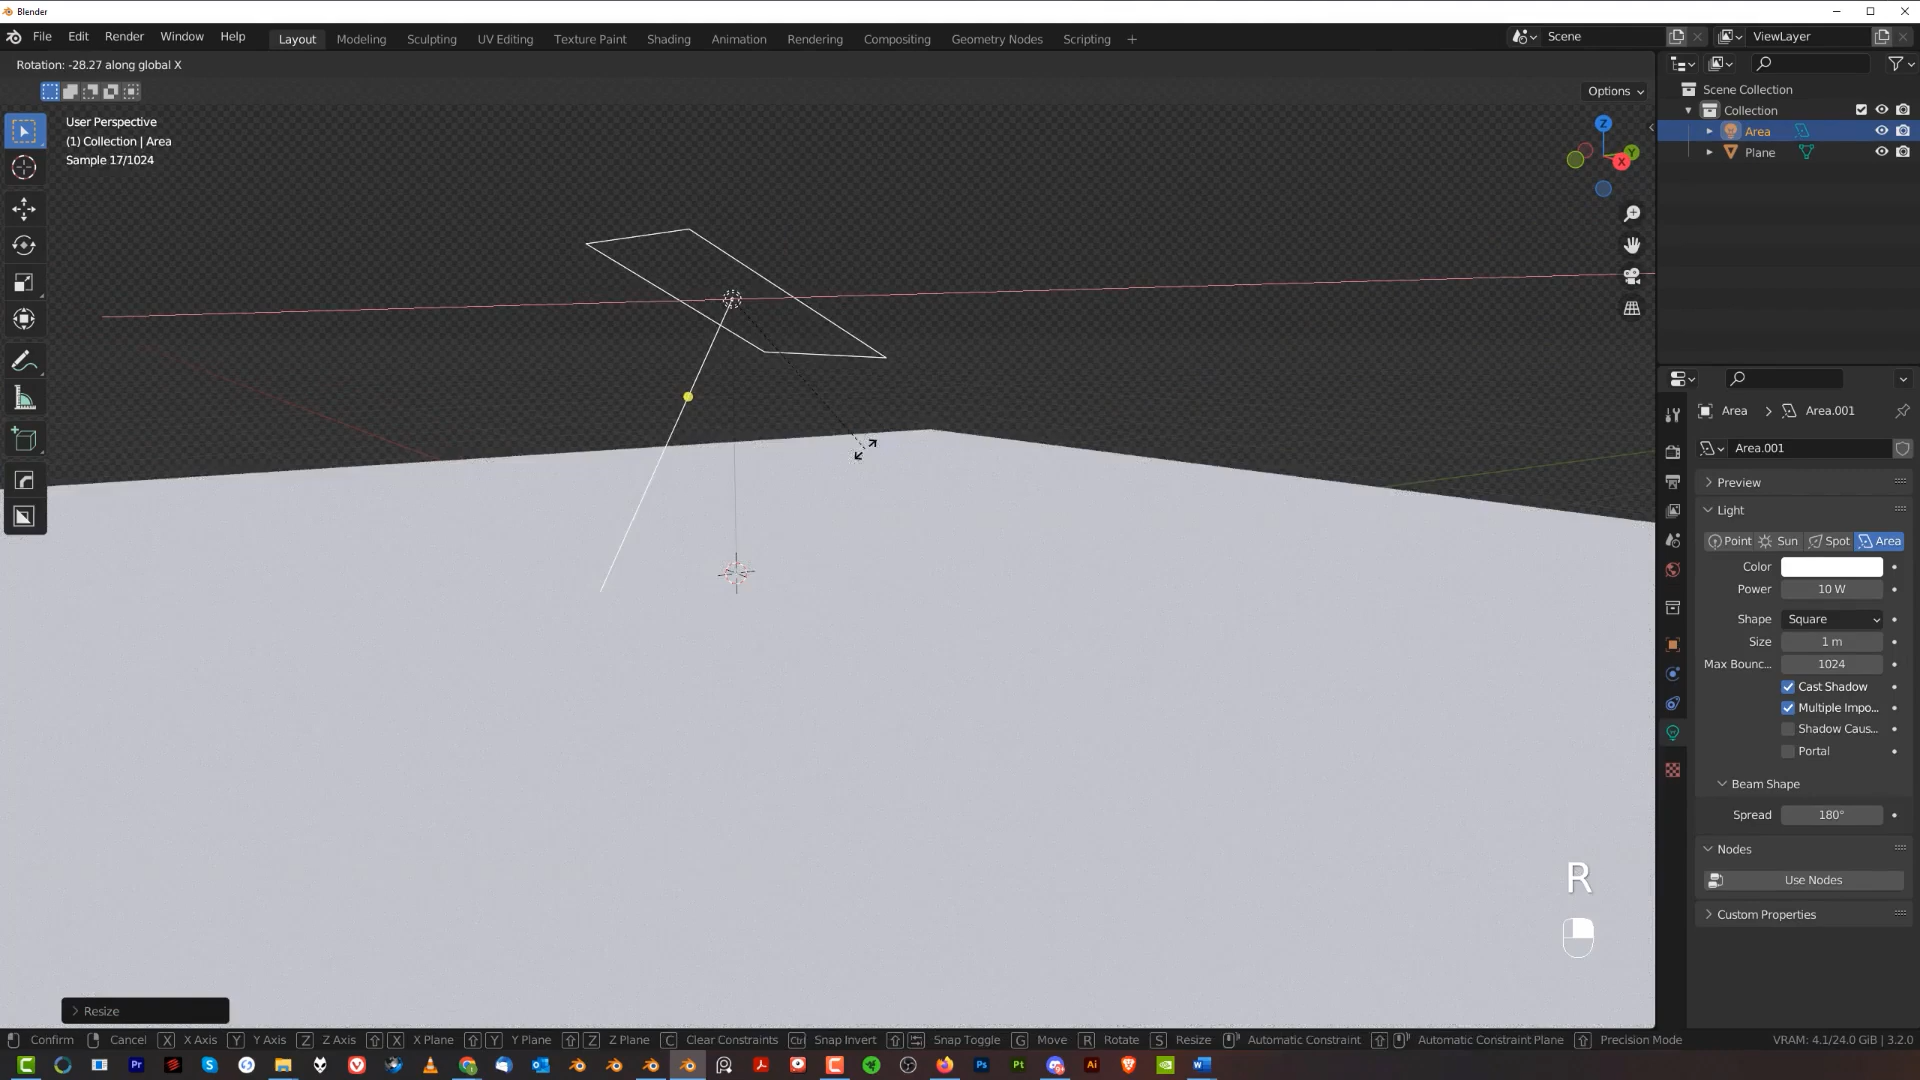 Blender
File Edit Render Window Help Layout Modeling Sculpting UV Editing Texture Paint Shading Animation Rendering Compositing Geometry Nodes Scripting + Scene ViewLayer
Rotation: -28.27 along global X
Options
User Perspective
(1) Collection | Area
Sample 17/1024
Z
Y
X
Scene Collection
Collection
Area
Plane
Area > Area.001
Area.001
Preview
Light
Point Sun Spot Area
Color
Power 10 W
Shape Square
Size 1 m
Max Bounc... 1024
Cast Shadow
Multiple Impo...
Shadow Caus...
Portal
Beam Shape
Spread 180°
Nodes
Use Nodes
Custom Properties
R
Resize
Confirm Cancel X X Axis Y Y Axis Z Z Axis X X Plane Y Y Plane Z Z Plane C Clear Constraints Ctrl Snap Invert Snap Toggle G Move R Rotate S Resize Automatic Constraint Automatic Constraint Plane Precision Mode VRAM: 4.1/24.0 GiB | 3.2.0
Pr S Ps Pt Ai W